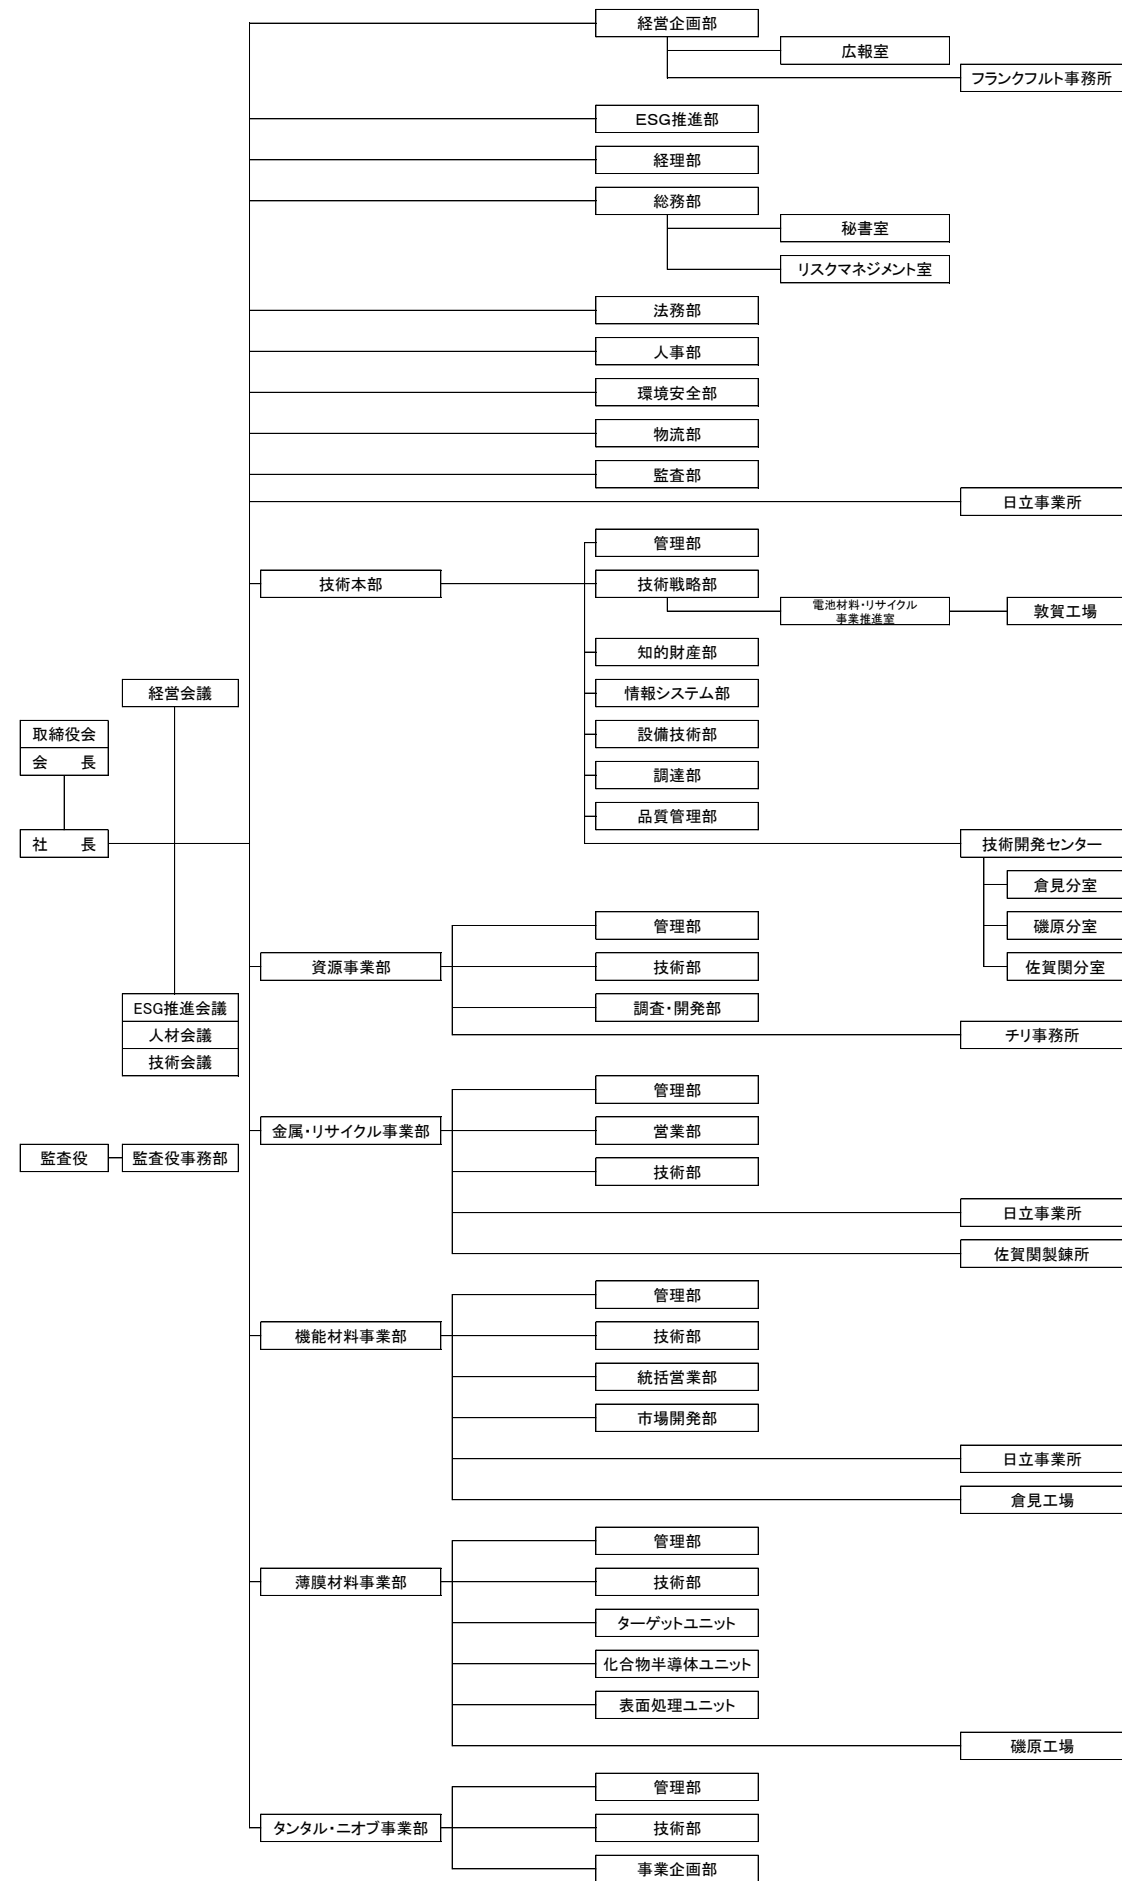 経営企画部
広報室
フランクフルト事務所
ESG推進部
経理部
総務部
秘書室
リスクマネジメント室
法務部
人事部
環境安全部
物流部
監査部
日立事業所
管理部
技術本部
技術戦略部
電池材料・リサイクル
事業推進室
敦賀工場
知的財産部
経営会議
情報システム部
取締役会
設備技術部
会　長
調達部
品質管理部
社　長
技術開発センター
倉見分室
管理部
磯原分室
資源事業部
技術部
佐賀関分室
ESG推進会議
調査・開発部
人材会議
チリ事務所
技術会議
管理部
金属・リサイクル事業部
営業部
監査役
監査役事務部
技術部
日立事業所
佐賀関製錬所
管理部
機能材料事業部
技術部
統括営業部
市場開発部
日立事業所
倉見工場
管理部
薄膜材料事業部
技術部
ターゲットユニット
化合物半導体ユニット
表面処理ユニット
磯原工場
管理部
タンタル・ニオブ事業部
技術部
事業企画部